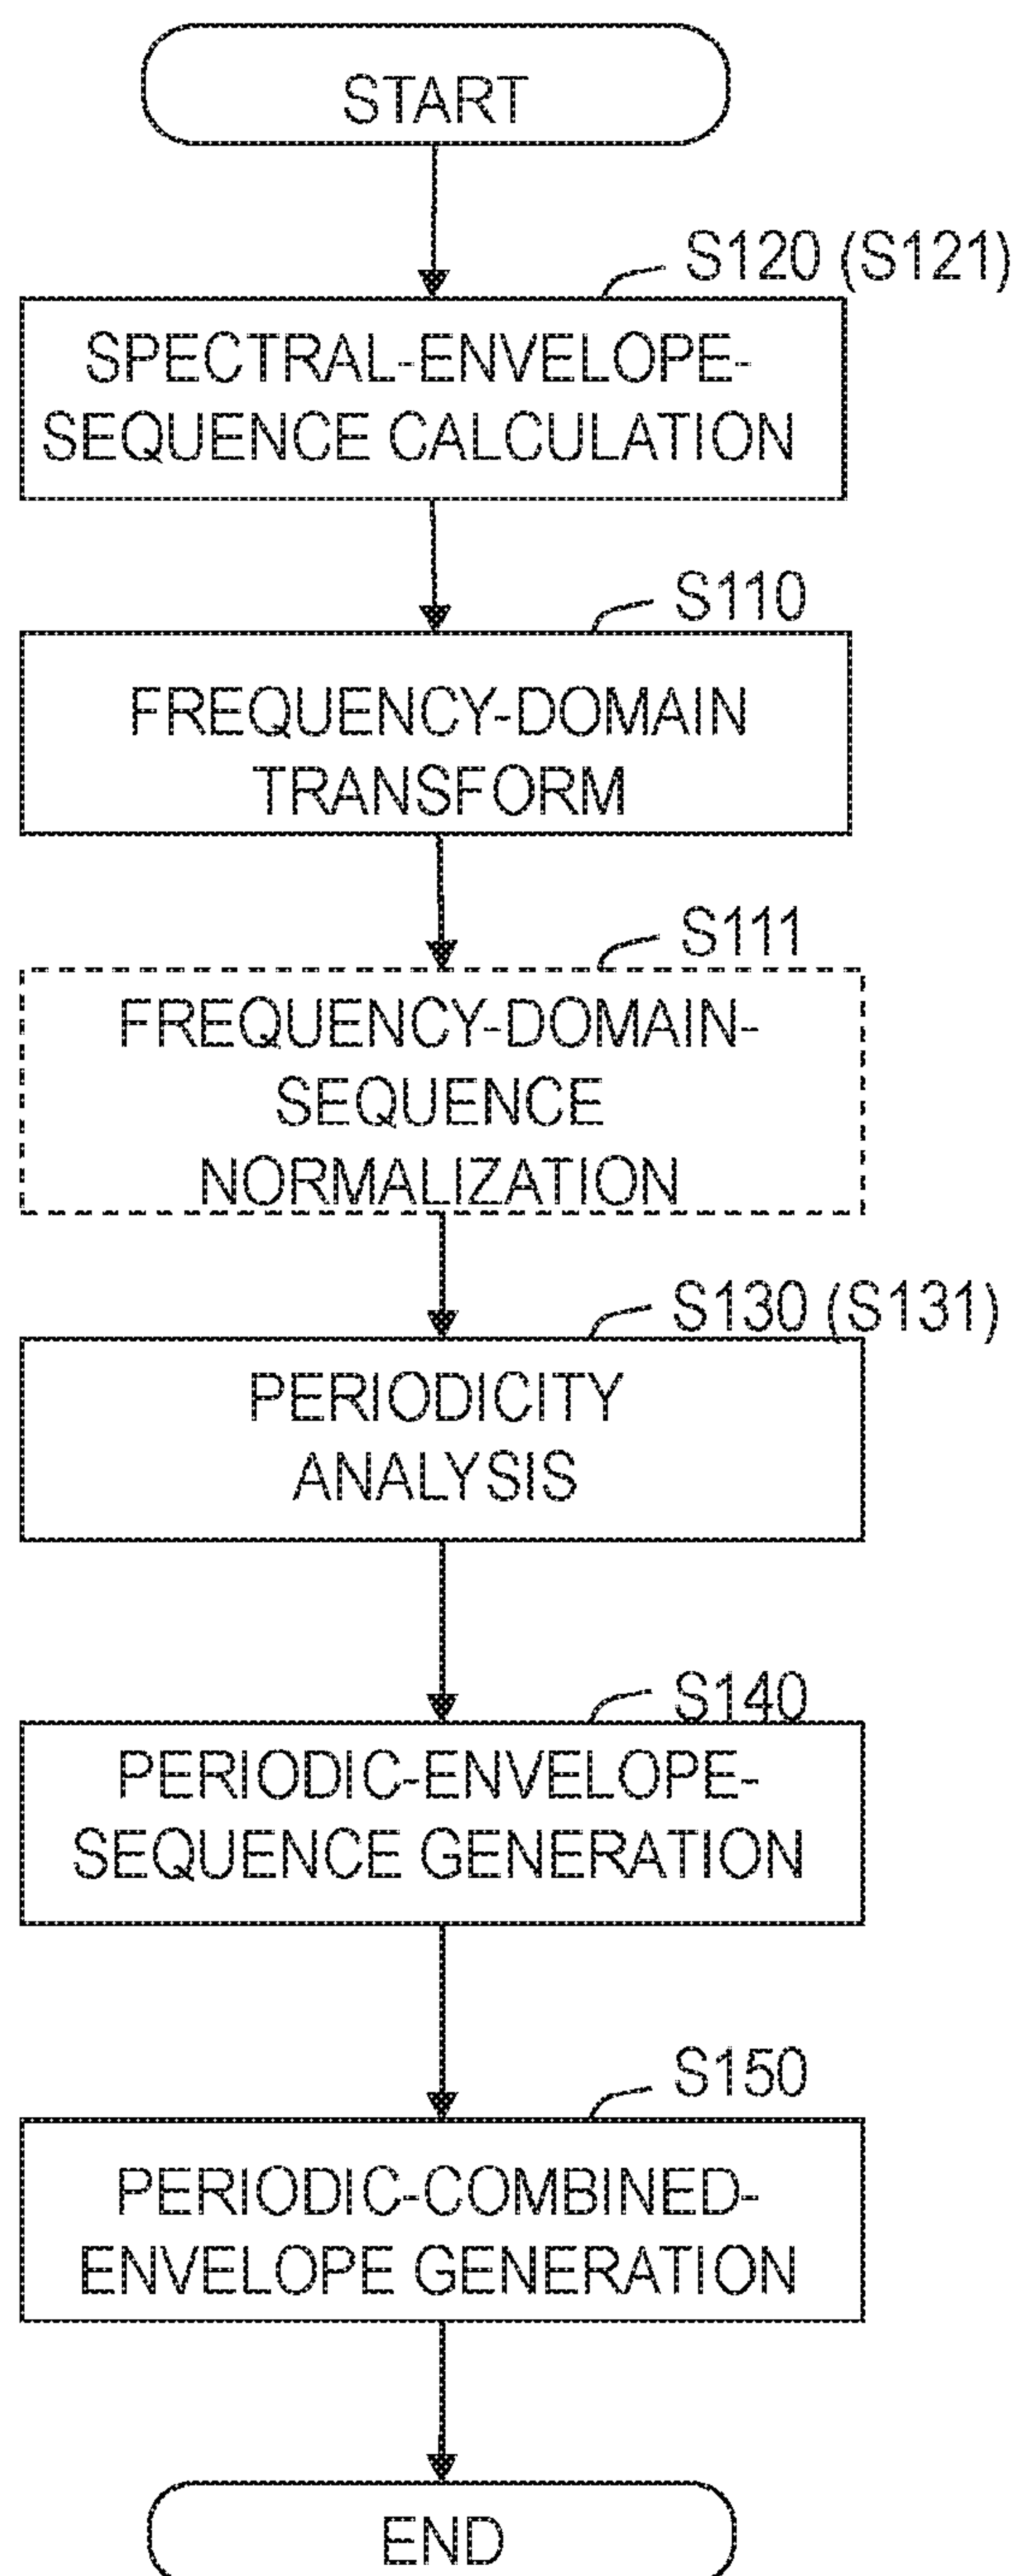 START
S120 (S121)
SPECTRAL-ENVELOPE-
SEQUENCE CALCULATION
S110
FREQUENCY-DOMAIN
TRANSFORM
S111
FREQUENCY-DOMAIN-
SEQUENCE
NORMALIZATION
S130 (S131)
PERIODICITY
ANALYSIS
S140
PERIODIC-ENVELOPE-
SEQUENCE GENERATION
S150
PERIODIC-COMBINED-
ENVELOPE GENERATION
END